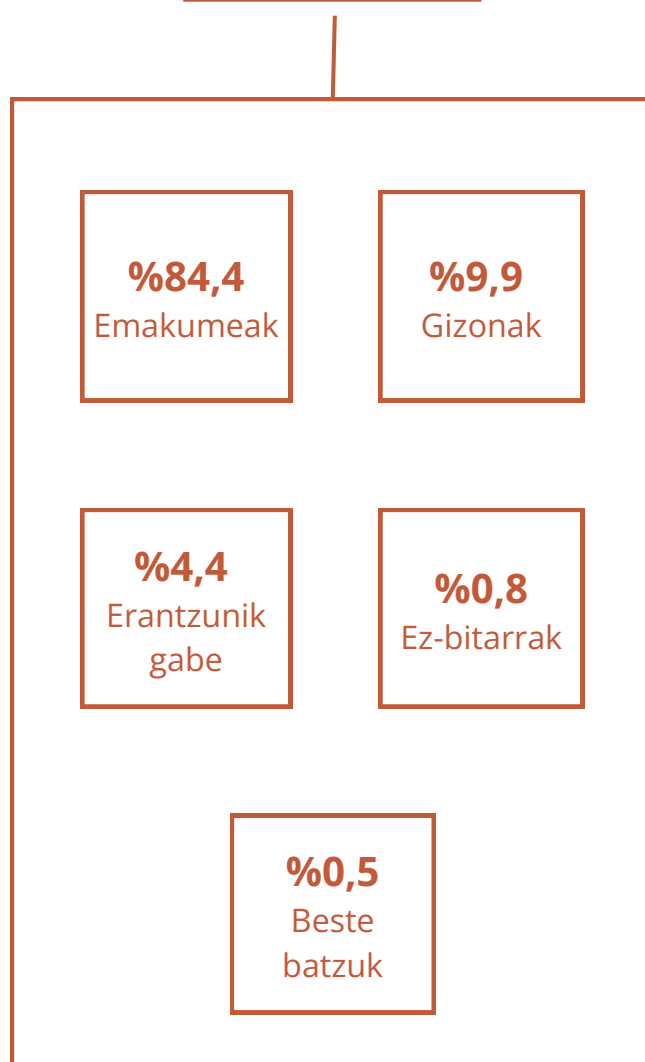 %84,4
Emakumeak
%9,9
Gizonak
%4,4
Erantzunik
gabe
%0,8
Ez-bitarrak
%0,5
Beste
batzuk